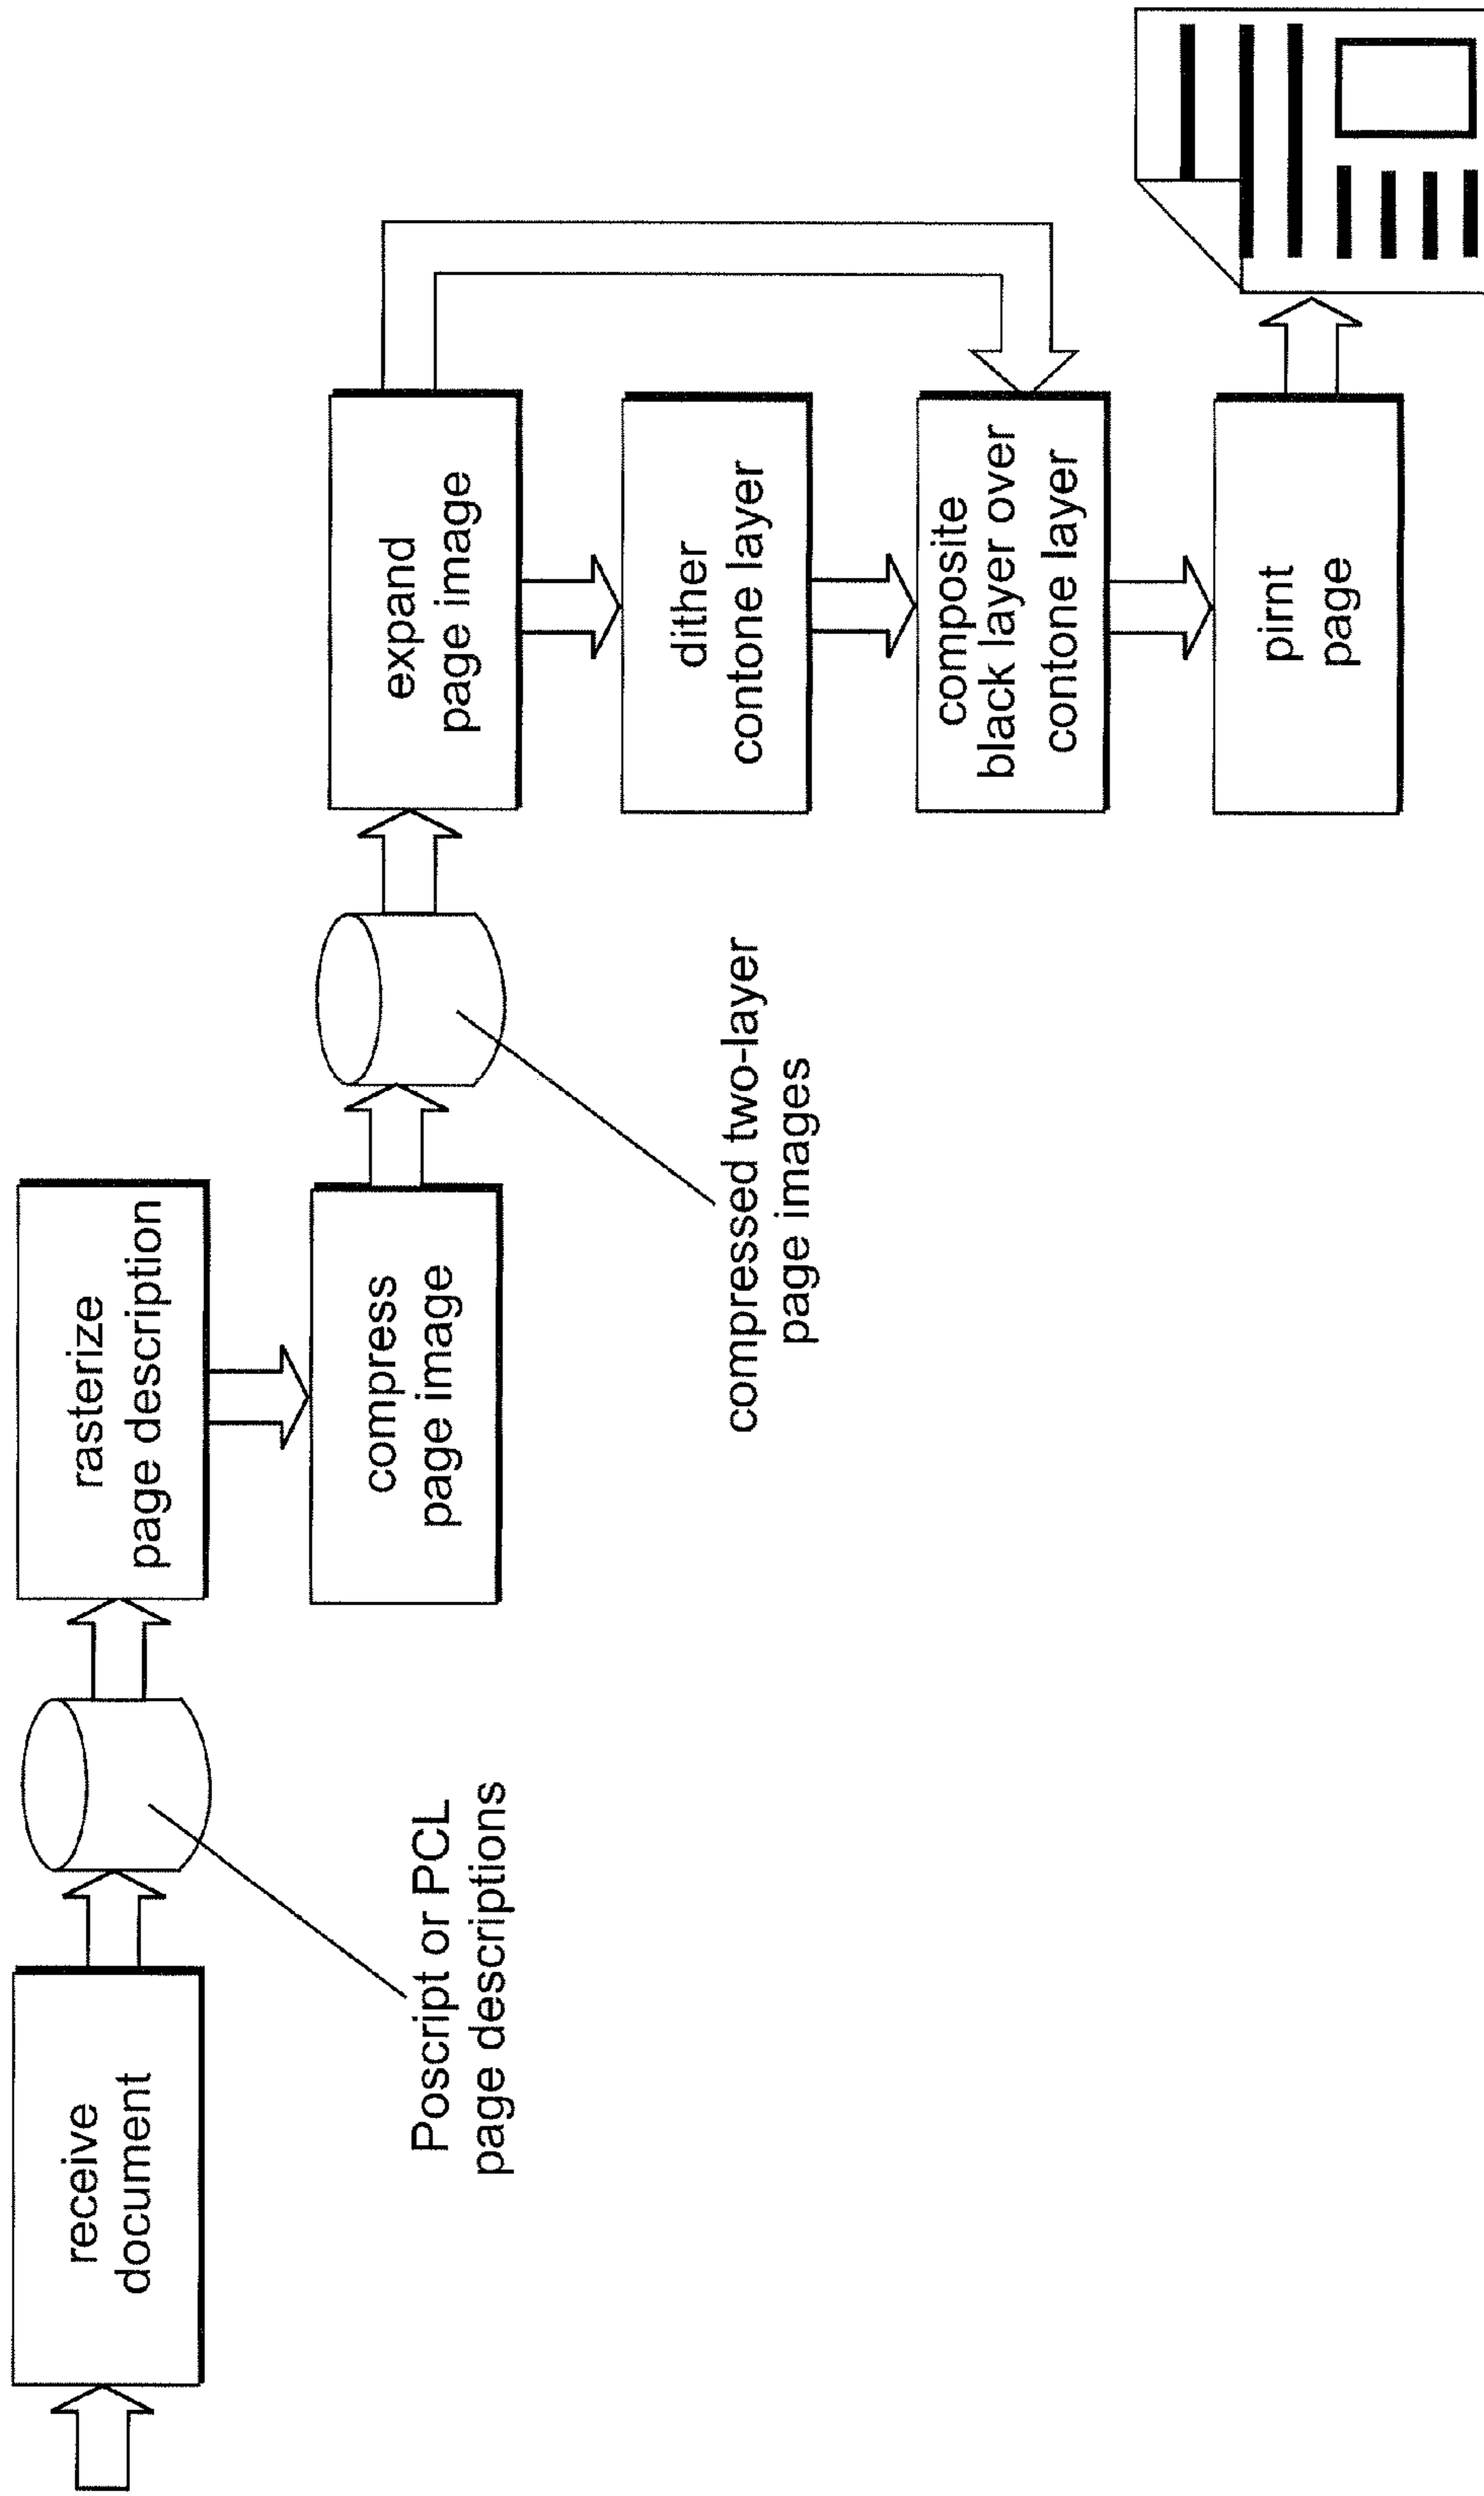 receive
document
Poscript or PCL
page descriptions
rasterize
page description
compress
page image
compressed two-layer
page images
expand
page image
dither
contone layer
composite
black layer over
contone layer
pirnt
page